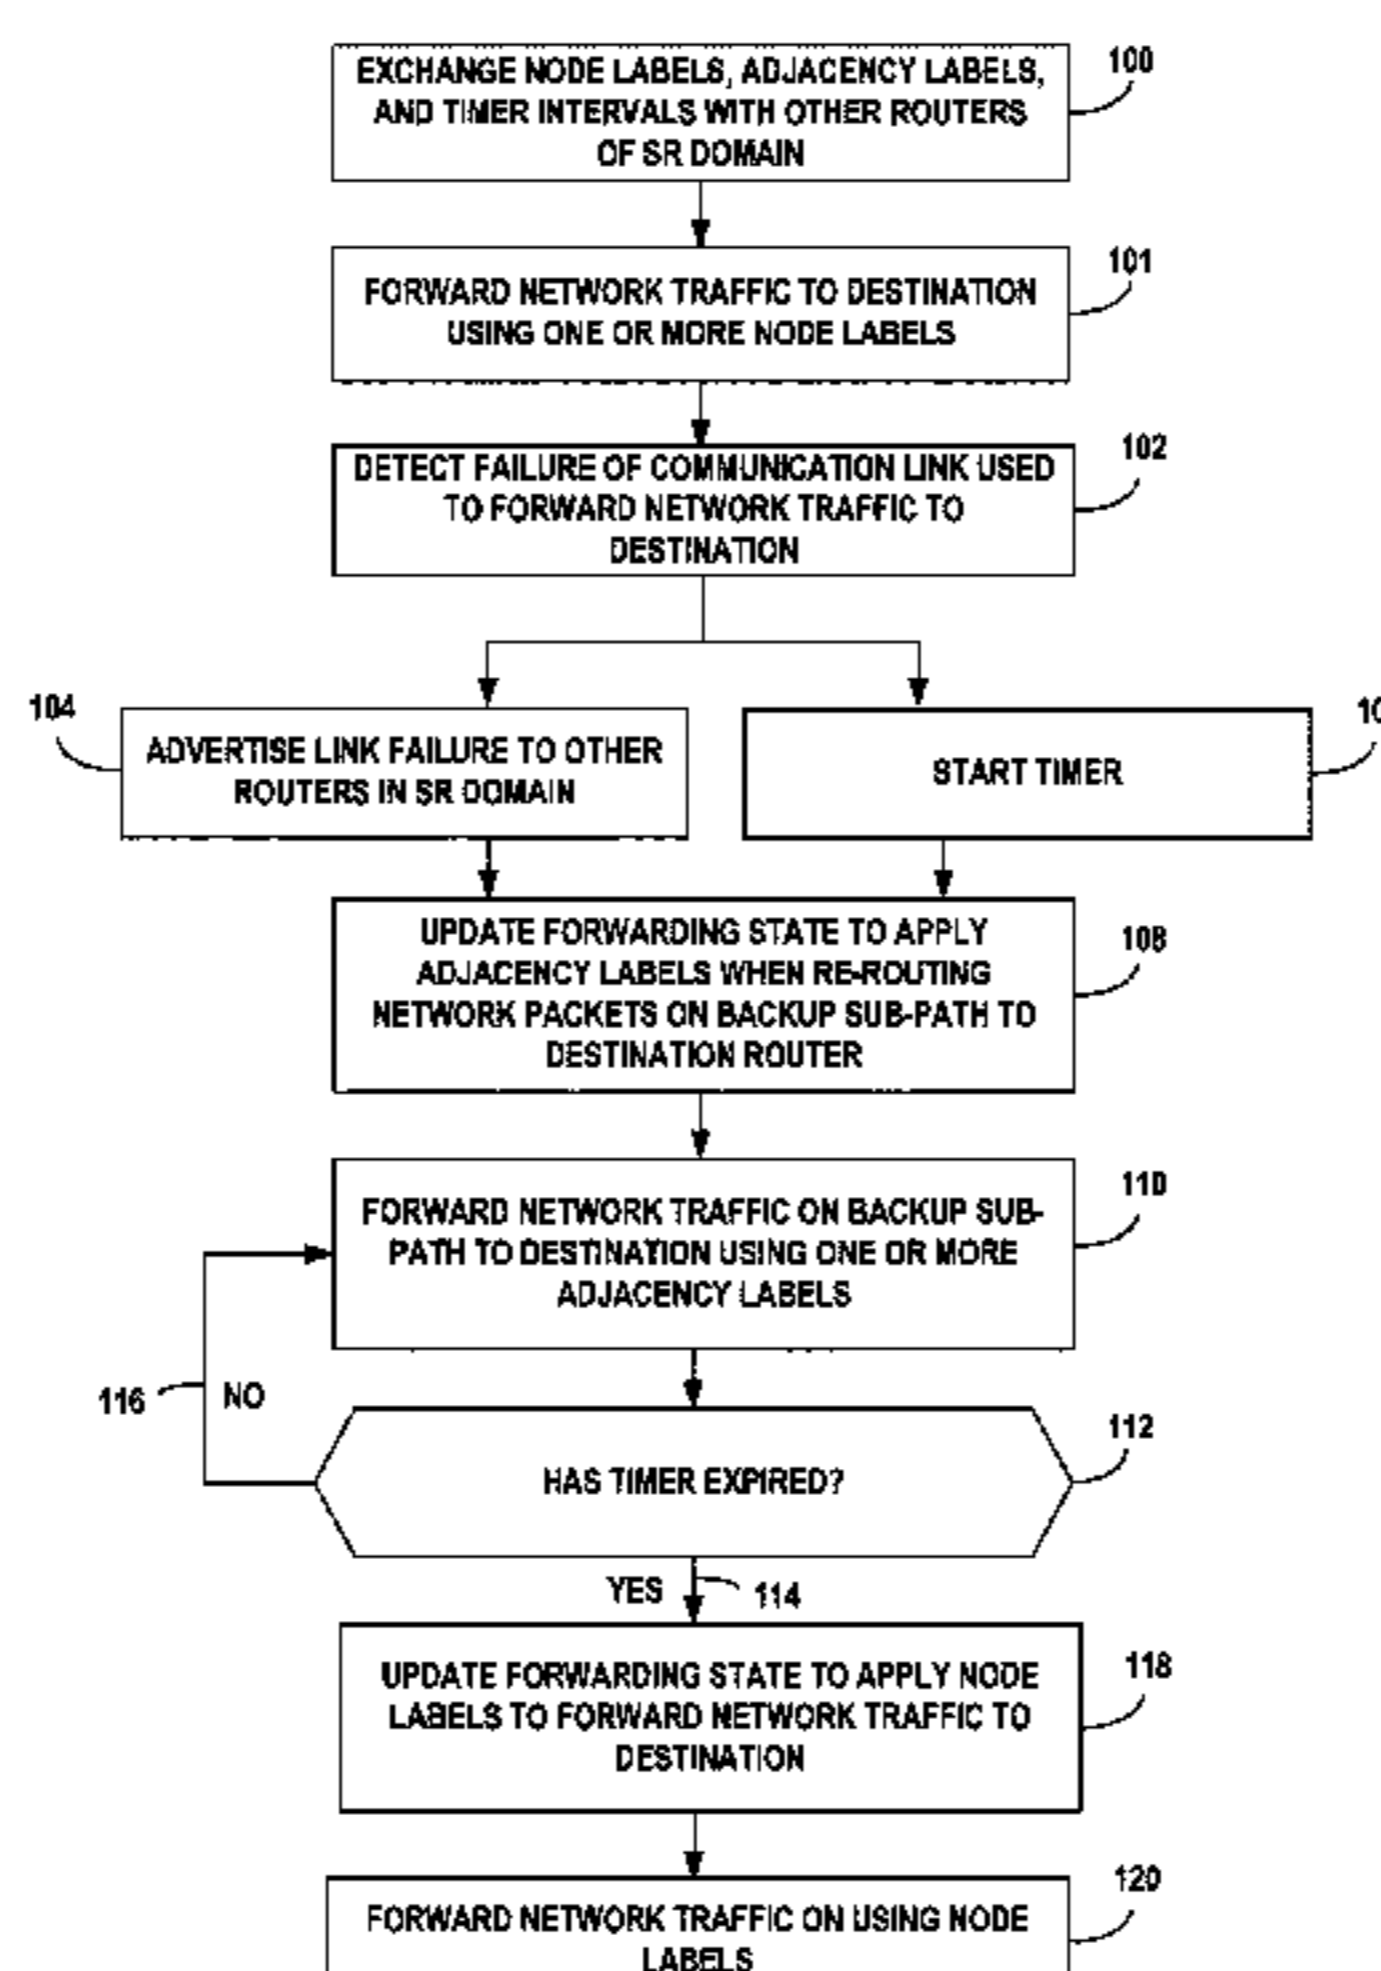 EXCHANGE NODE LABELS, ADJACENCY LABELS,
AND TIMER INTERVALS WITH OTHER ROUTERS
OF SR DOMAIN
100
FORWARD NETWORK TRAFFIC TO DESTINATION
USING ONE OR MORE NODE LABELS
101
DETECT FAILURE OF COMMUNICATION LINK USED
TO FORWARD NETWORK TRAFFIC TO
DESTINATION
102
104
ADVERTISE LINK FAILURE TO OTHER
ROUTERS IN SR DOMAIN
START TIMER
UPDATE FORWARDING STATE TO APPLY
ADJACENCY LABELS WHEN RE-ROUTING
NETWORK PACKETS ON BACKUP SUB-PATH TO
DESTINATION ROUTER
108
FORWARD NETWORK TRAFFIC ON BACKUP SUB-
PATH TO DESTINATION USING ONE OR MORE
ADJACENCY LABELS
110
116
NO
HAS TIMER EXPIRED?
112
YES
114
UPDATE FORWARDING STATE TO APPLY NODE
LABELS TO FORWARD NETWORK TRAFFIC TO
DESTINATION
118
FORWARD NETWORK TRAFFIC ON USING NODE
LABELS
120